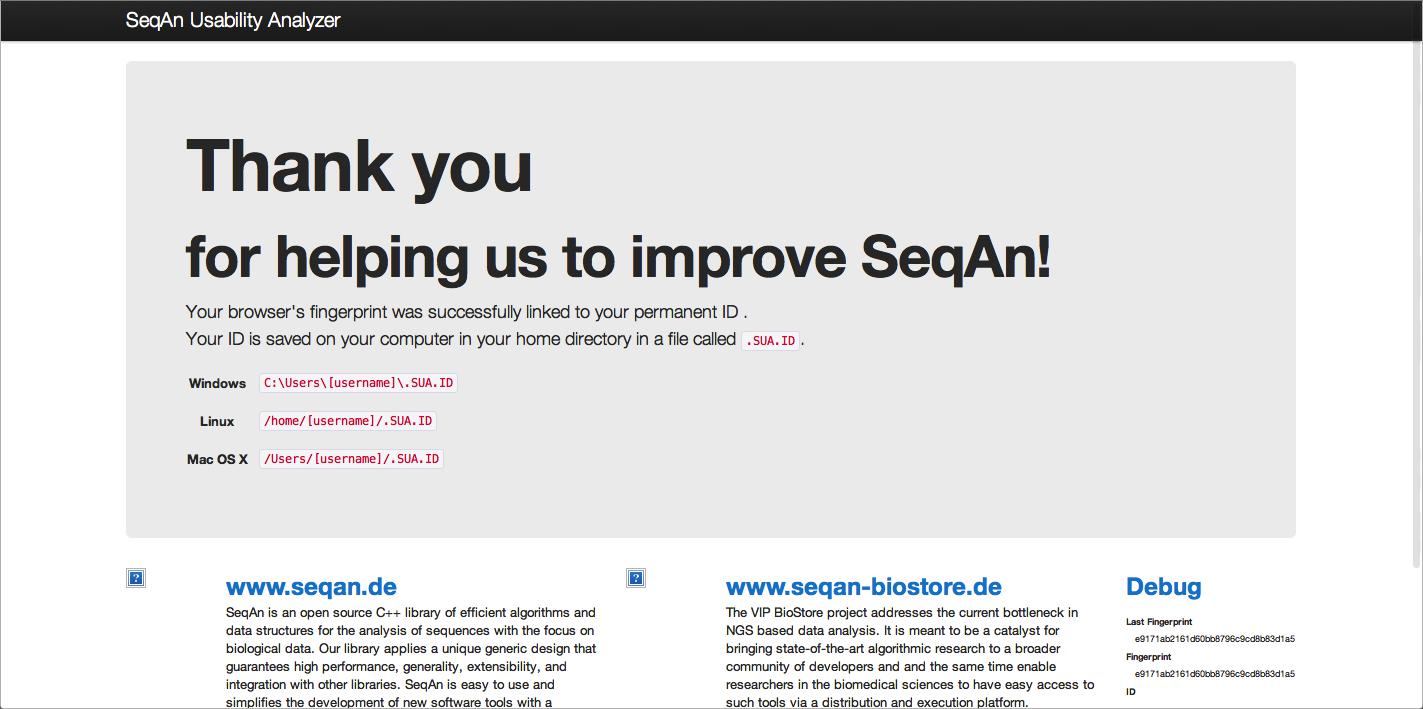 SeqAn Usability Analyzer
Thank you
for helping us to improve SeqAn!
Your browser's fingerprint was successfully linked to your permanent ID .
Your ID is saved on your computer in your home directory in a file called .SUA.ID.
Windows C:\Users\[username]\.SUA.ID
Linux /home/[username]/.SUA.ID
Mac OS X /Users/[username]/.SUA.ID
www.seqan.de
SeqAn is an open source C++ library of efficient algorithms and
data structures for the analysis of sequences with the focus on
biological data. Our library applies a unique generic design that
guarantees high performance, generality, extensibility, and
integration with other libraries. SeqAn is easy to use and
simplifies the development of new software tools with a
www.seqan-biostore.de
The VIP BioStore project addresses the current bottleneck in
NGS based data analysis. It is meant to be a catalyst for
bringing state-of-the-art algorithmic research to a broader
community of developers and and the same time enable
researchers in the biomedical sciences to have easy access to
such tools via a distribution and execution platform.
Debug
Last Fingerprint
e9171ab2161d60bb8796c9cd8b83d1a5
Fingerprint
e9171ab2161d60bb8796c9cd8b83d1a5
ID